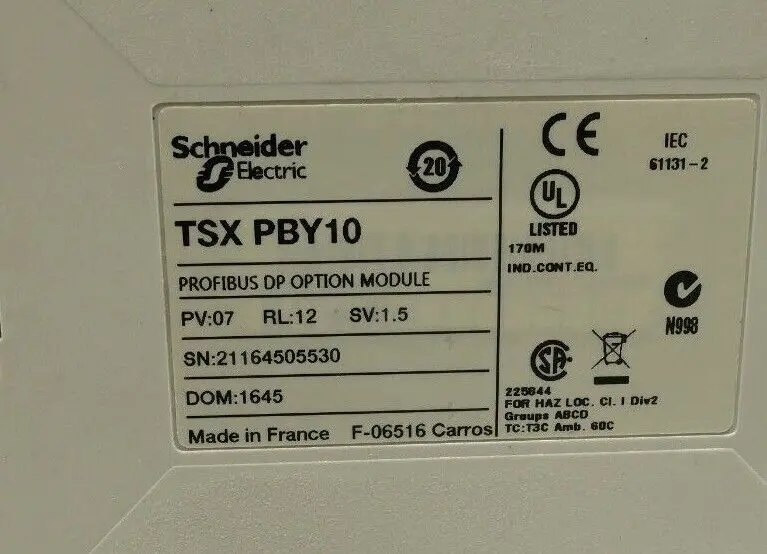 Schneider
Electric
20
TSX PBY10
PROFIBUS DP OPTION MODULE
PV:07 RL:12 SV:1.5
SN:21164505530
DOM:1645
Made in France F-06516 Carros
CE
IEC
61131-2
UL
LISTED
170M
IND.CONT.EQ.
N998
SA
225644
FOR HAZ LOC. Cl. I Div2
Groups ABCD
TC:T3C Amb. 60C